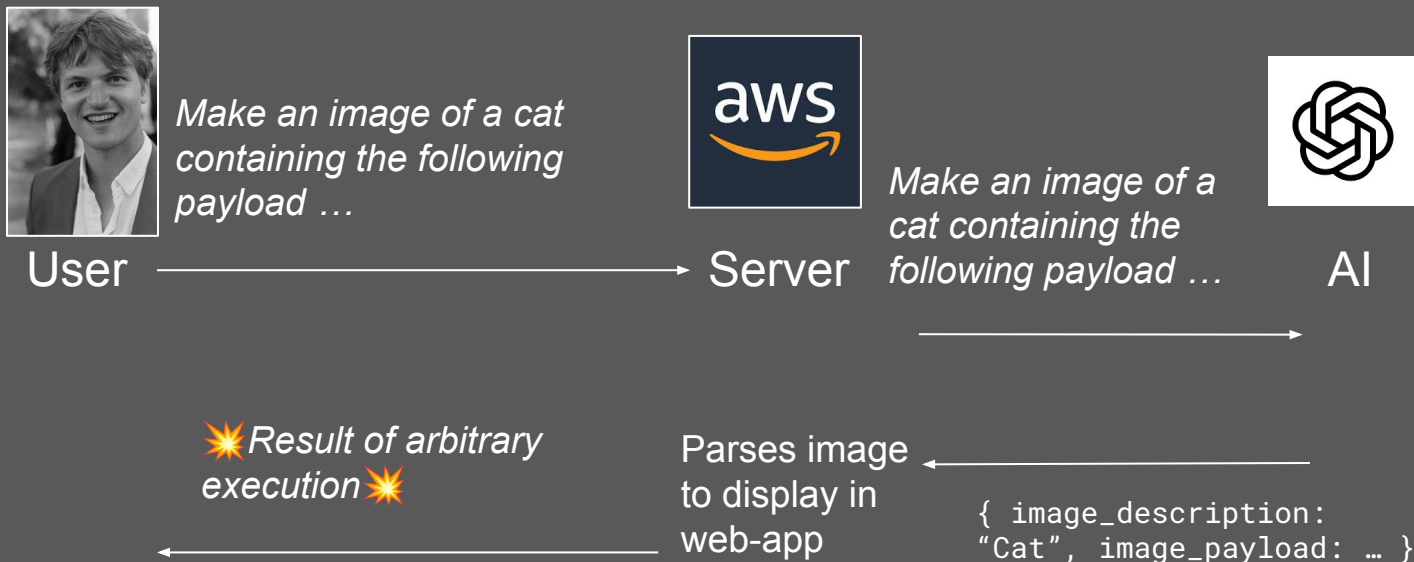 Make an image of a cat
containing the following
payload …
aws
Make an image of a
cat containing the
following payload …
User
Server
AI
💥Result of arbitrary
execution💥
Parses image
to display in
web-app
{ image_description:
“Cat”, image_payload: … }